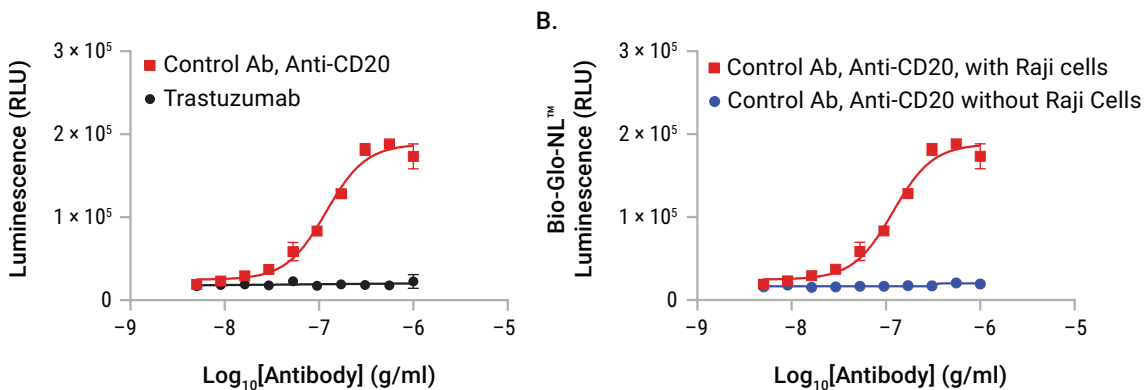 B.
3 × 10⁵
2 × 10⁵
1 × 10⁵
0
Luminescence (RLU)
Control Ab, Anti-CD20
Trastuzumab
−9
−8
−7
−6
−5
Log₁₀[Antibody] (g/ml)
3 × 10⁵
2 × 10⁵
1 × 10⁵
0
Bio-Glo-NL™
Luminescence (RLU)
Control Ab, Anti-CD20, with Raji cells
Control Ab, Anti-CD20 without Raji Cells
−9
−8
−7
−6
−5
Log₁₀[Antibody] (g/ml)